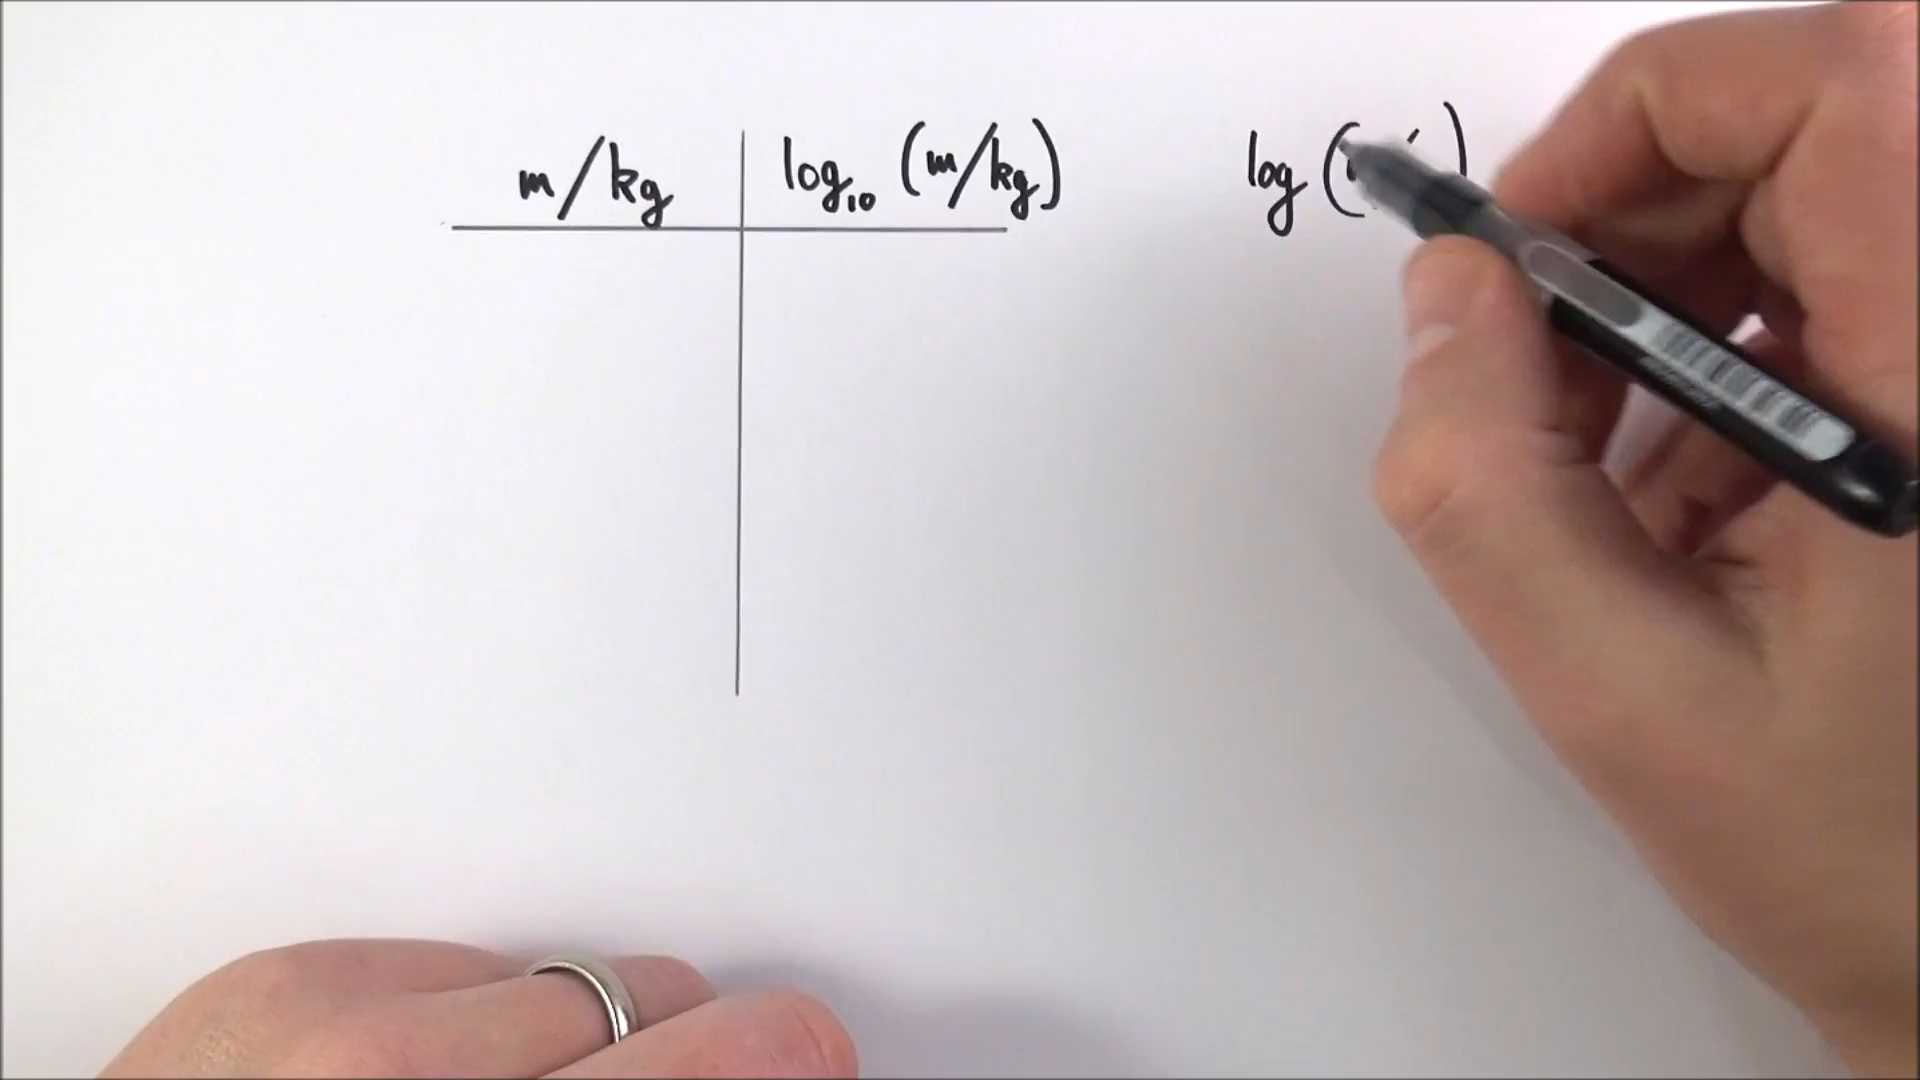 m/kg log₁₀ (m/kg) log (